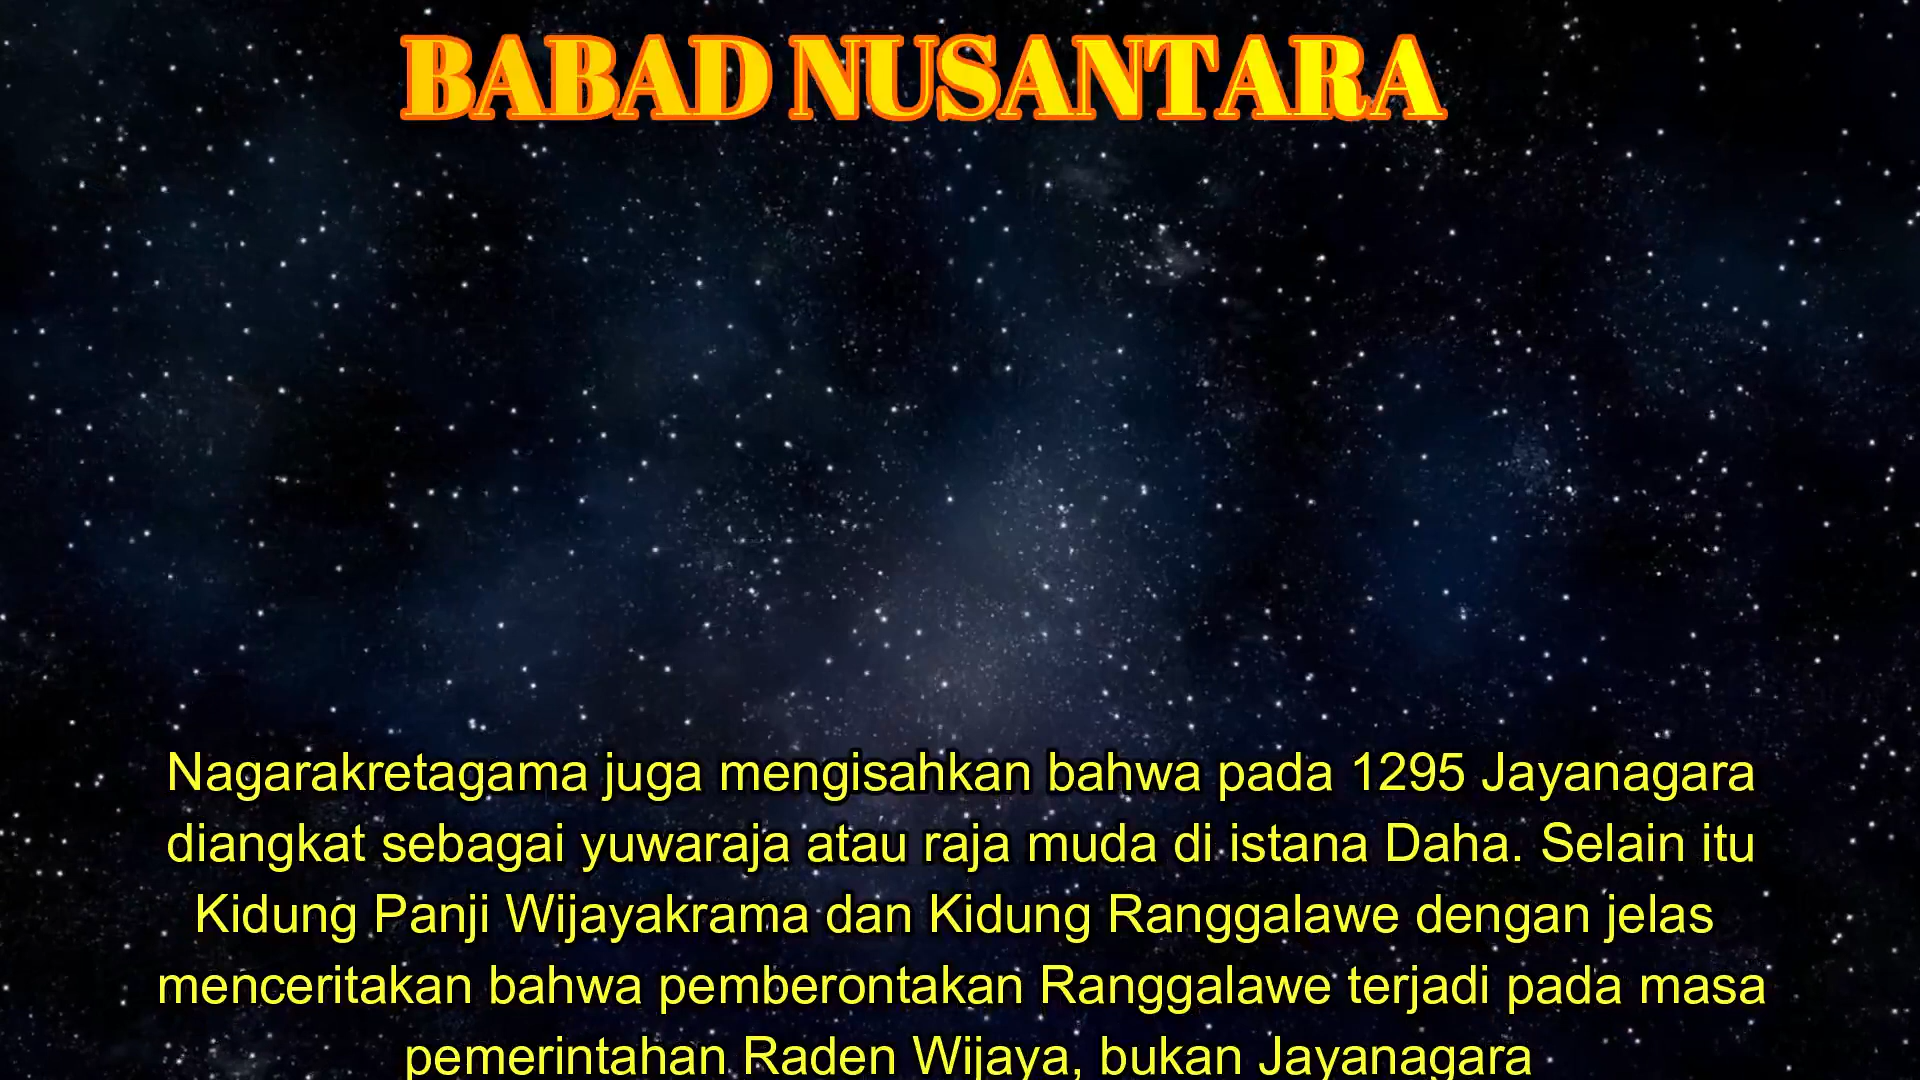 BABAD NUSANTARA
Nagarakretagama juga mengisahkan bahwa pada 1295 Jayanagara
diangkat sebagai yuwaraja atau raja muda di istana Daha. Selain itu
Kidung Panji Wijayakrama dan Kidung Ranggalawe dengan jelas
menceritakan bahwa pemberontakan Ranggalawe terjadi pada masa
pemerintahan Raden Wijaya, bukan Jayanagara